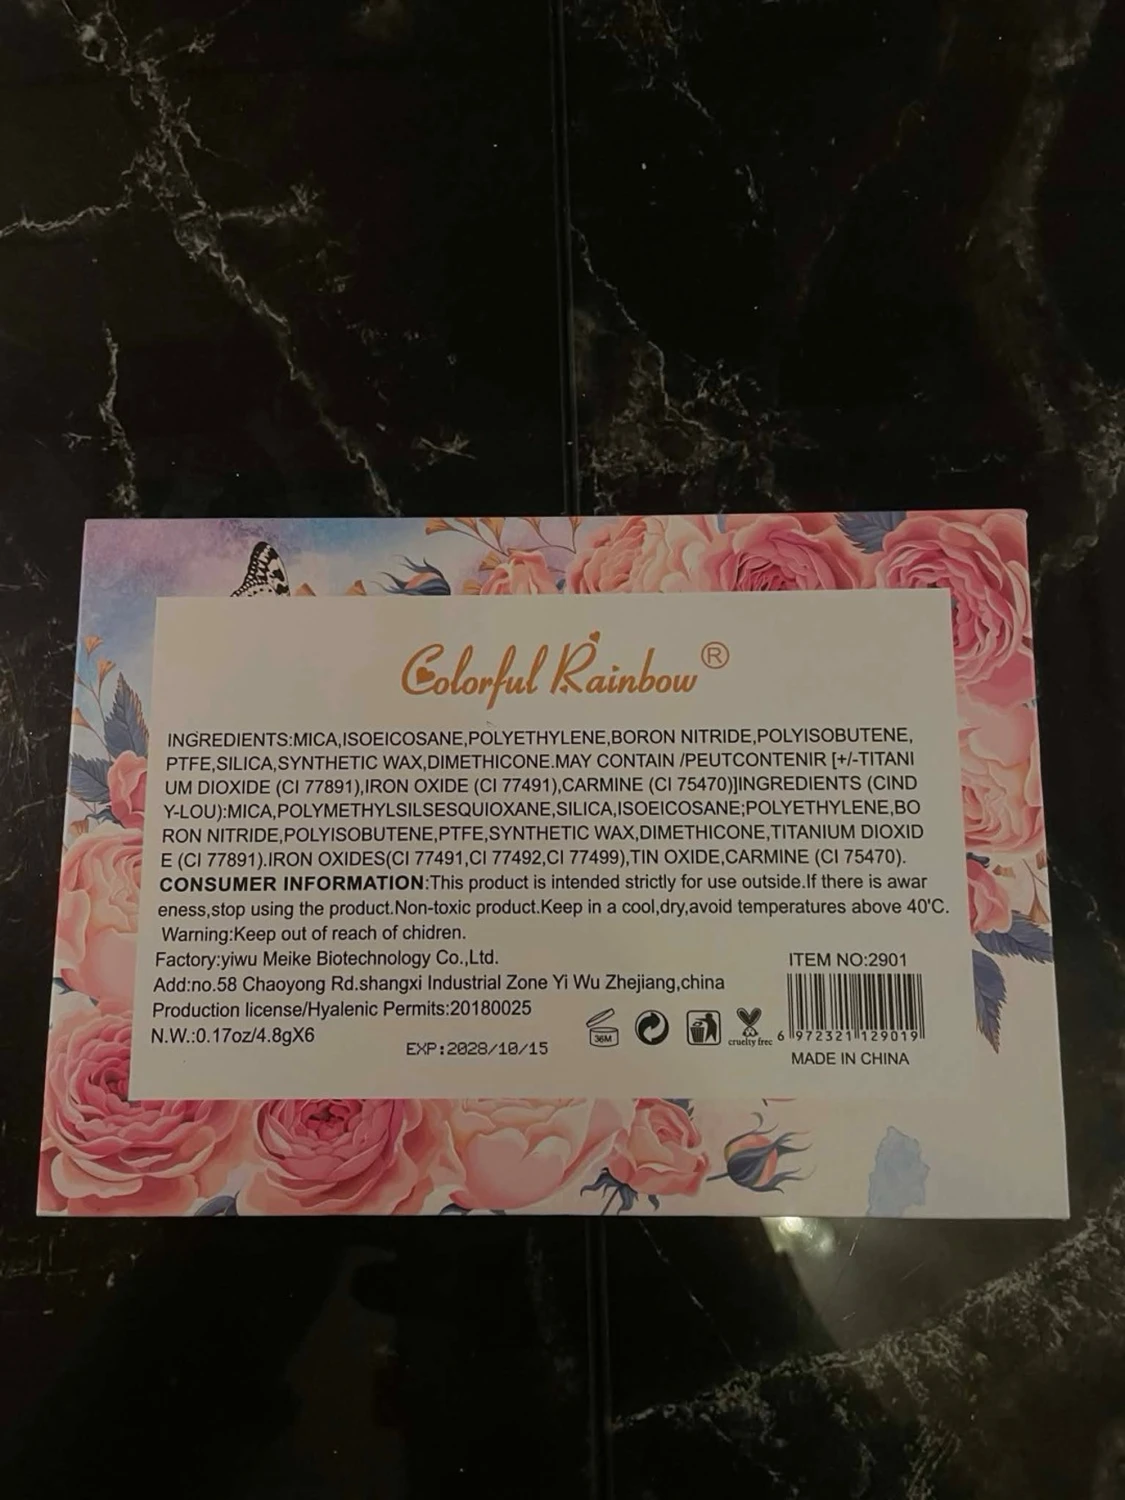 Colorful Rainbow ®
INGREDIENTS:MICA,ISOEICOSANE,POLYETHYLENE,BORON NITRIDE,POLYISOBUTENE,
PTFE,SILICA,SYNTHETIC WAX,DIMETHICONE.MAY CONTAIN /PEUTCONTENIR [+/-TITANI
UM DIOXIDE (CI 77891),IRON OXIDE (CI 77491),CARMINE (CI 75470)]INGREDIENTS (CIND
Y-LOU):MICA,POLYMETHYLSILSESQUIOXANE,SILICA,ISOEICOSANE;POLYETHYLENE,BO
RON NITRIDE,POLYISOBUTENE,PTFE,SYNTHETIC WAX,DIMETHICONE,TITANIUM DIOXID
E (CI 77891).IRON OXIDES(CI 77491,CI 77492,CI 77499),TIN OXIDE,CARMINE (CI 75470).
CONSUMER INFORMATION:This product is intended strictly for use outside.If there is awar
eness,stop using the product.Non-toxic product.Keep in a cool,dry,avoid temperatures above 40'C.
Warning:Keep out of reach of chidren.
Factory:yiwu Meike Biotechnology Co.,Ltd.
Add:no.58 Chaoyong Rd.shangxi Industrial Zone Yi Wu Zhejiang,china
Production license/Hyalenic Permits:20180025
N.W.:0.17oz/4.8gX6
EXP:2028/10/15
36M
cruelty free
ITEM NO:2901
6 972321 129019
MADE IN CHINA